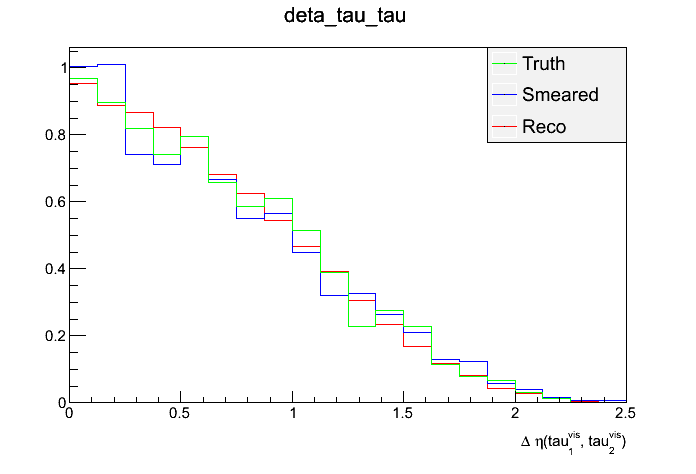 deta_tau_tau
Truth
Smeared
Reco
1
0.8
0.6
0.4
0.2
0
0 0.5 1 1.5 2 2.5
Δ η(tau₁ᵛⁱˢ, tau₂ᵛⁱˢ)